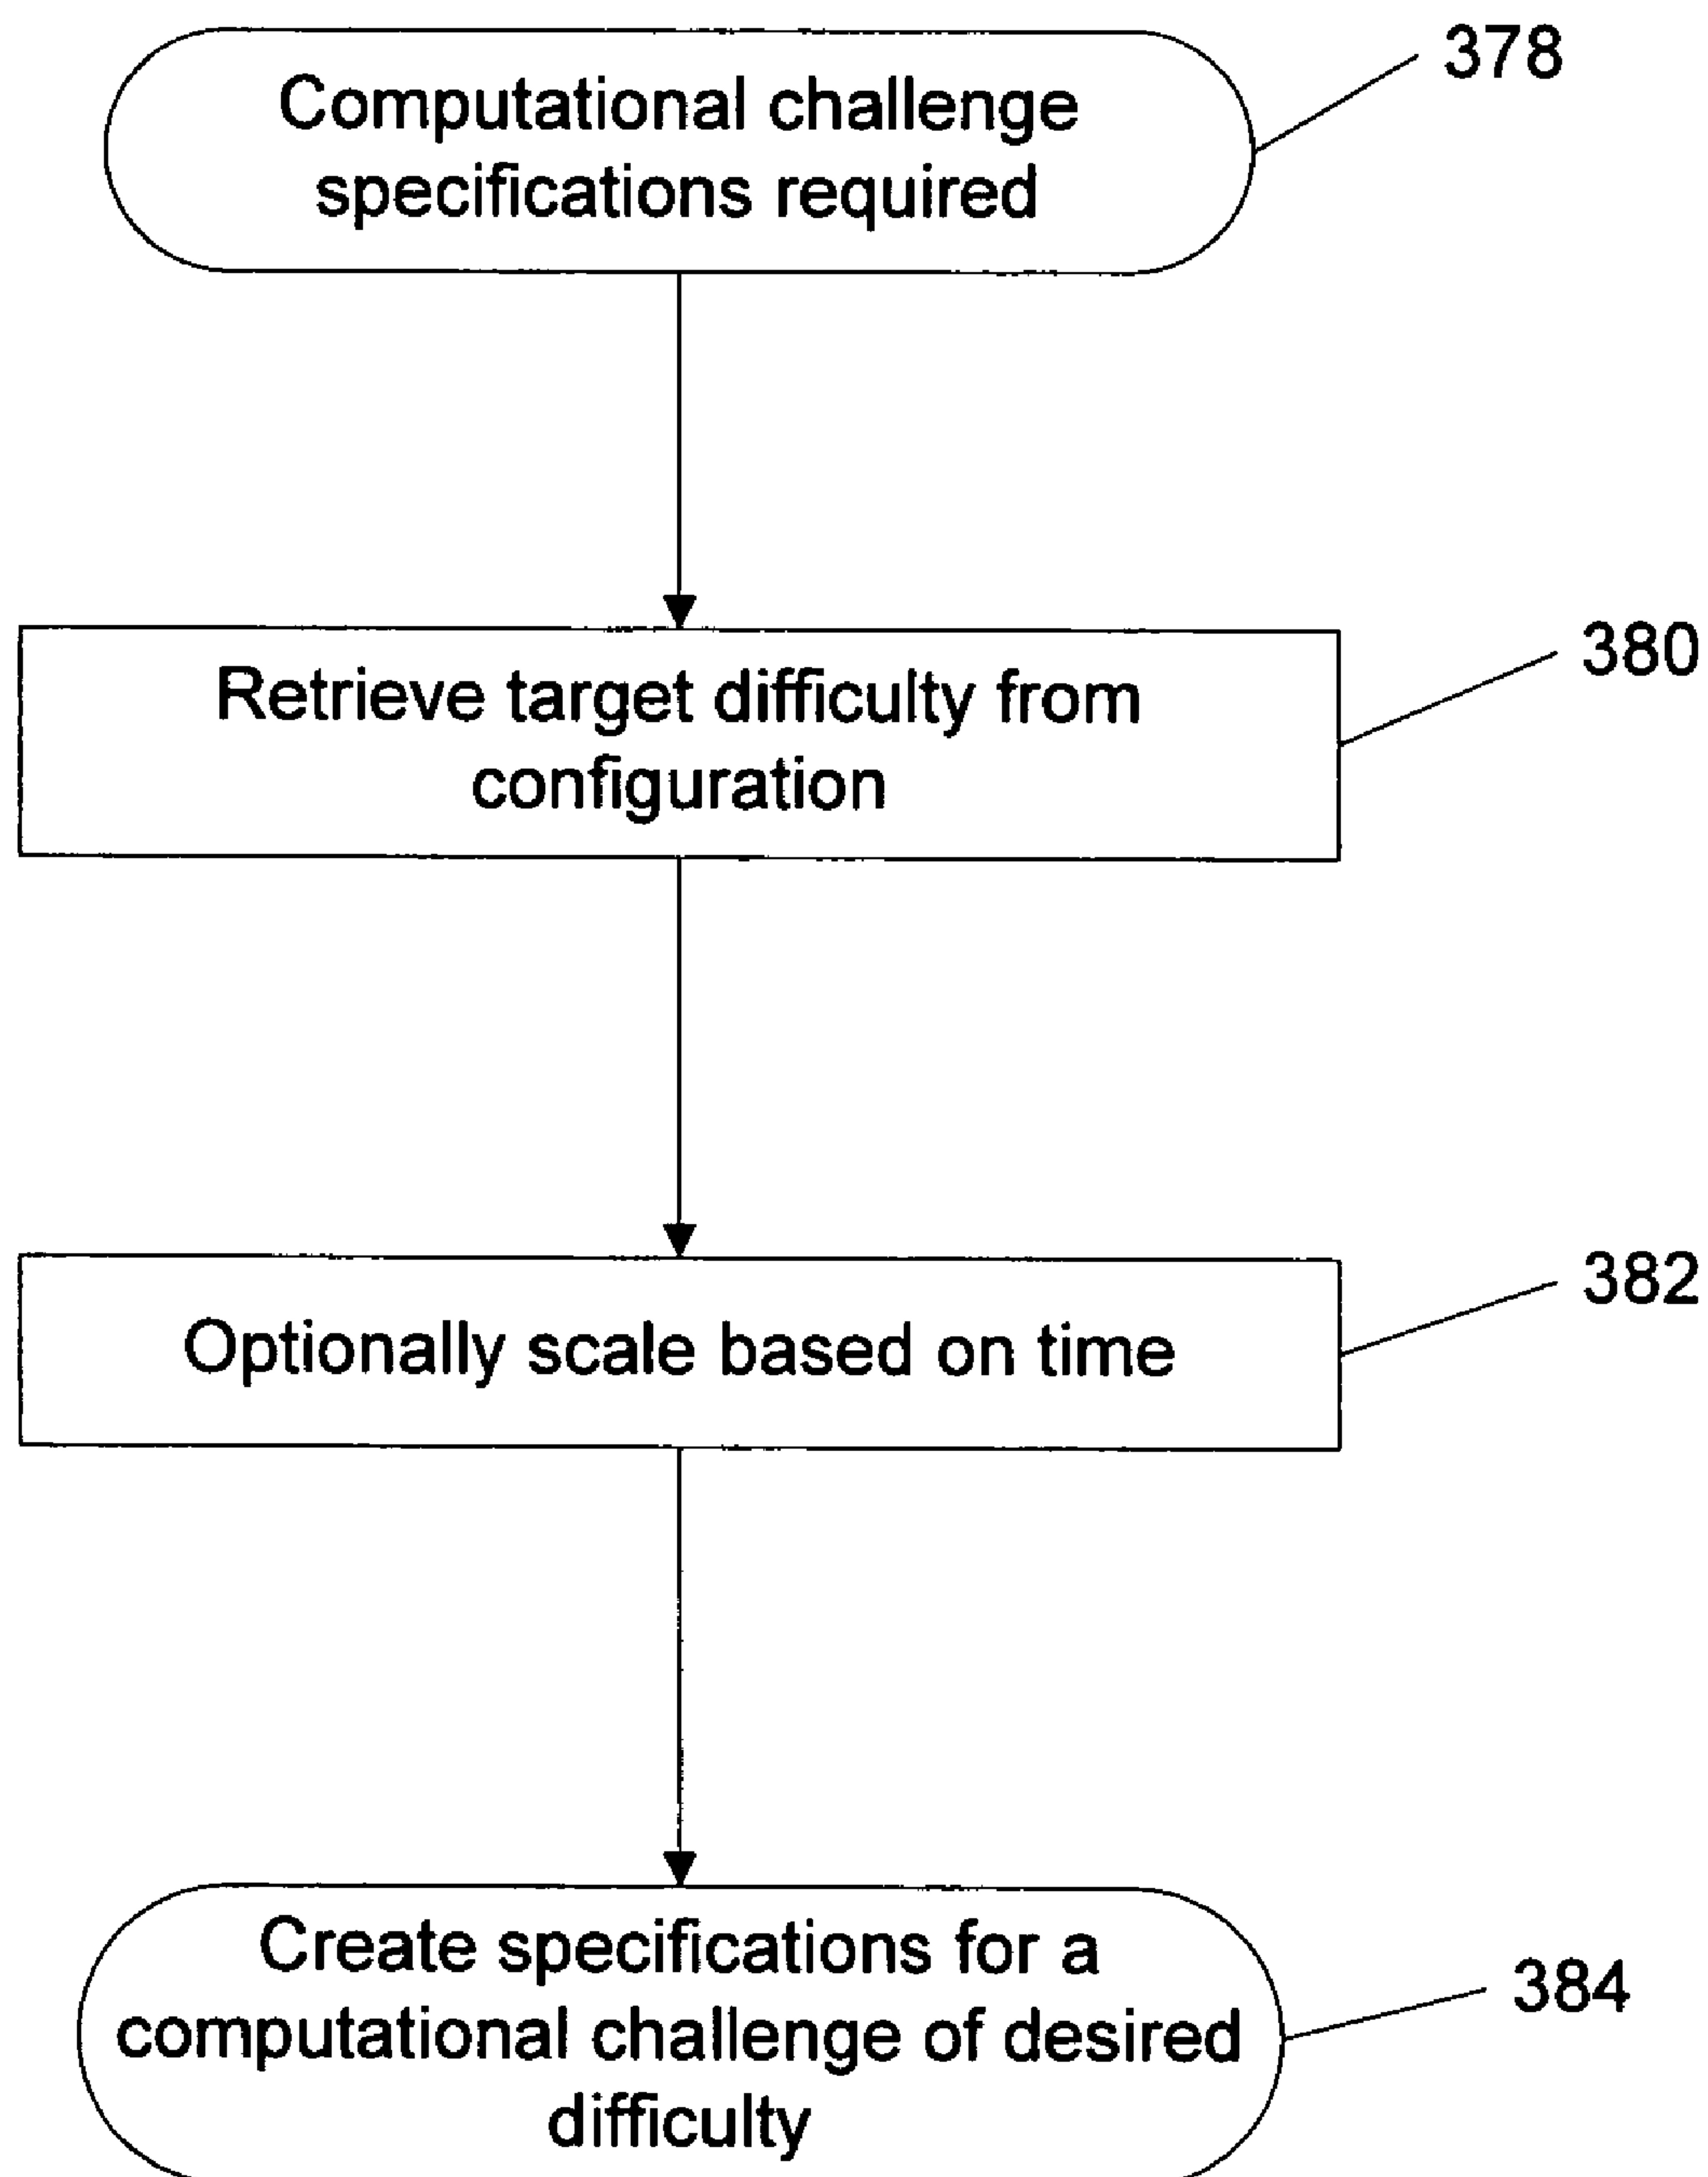 Computational challenge
specifications required
378
Retrieve target difficulty from
configuration
380
Optionally scale based on time
382
Create specifications for a
computational challenge of desired
difficulty
384